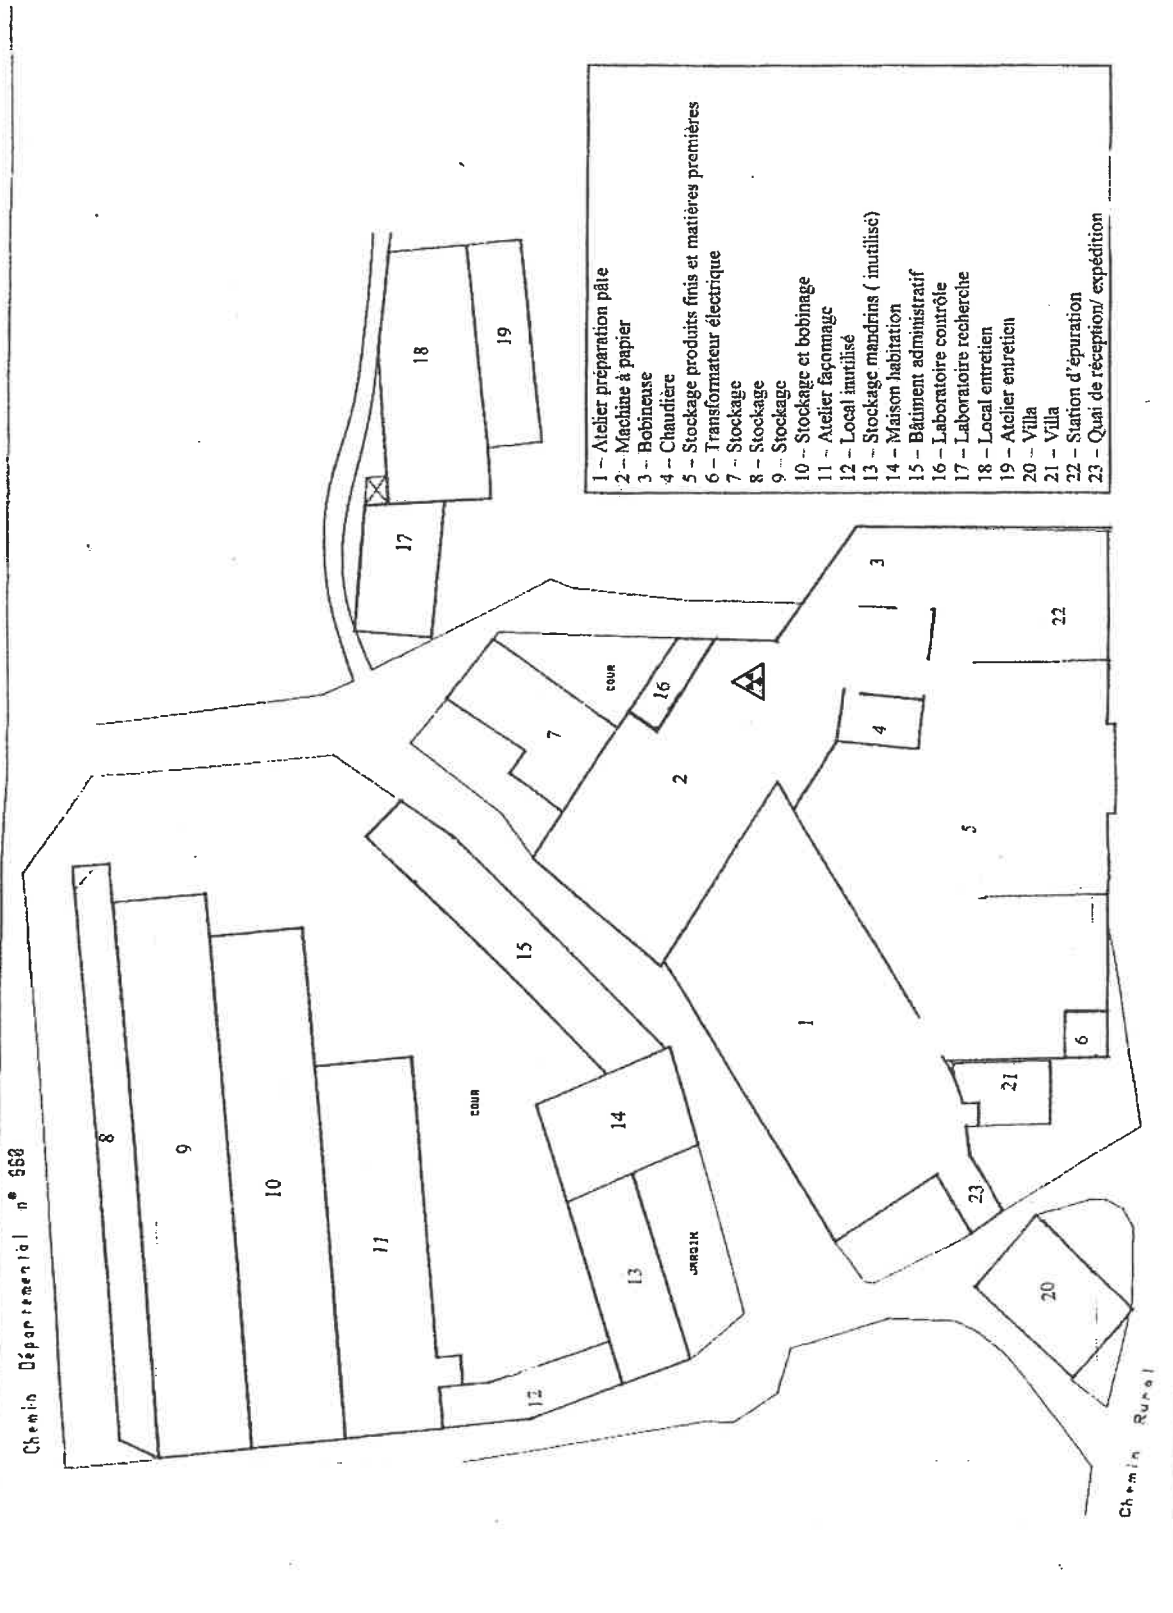 Chemin Départemental n° 660
8
9
10
11
COUR
12
13
14
JARDIN
15
7
COUR
16
17
18
19
2
1
3
4
5
22
6
21
23
20
Chemin Rural
1 – Atelier préparation pâte
2 – Machine à papier
3 – Bobineuse
4 – Chaudière
5 – Stockage produits finis et matières premières
6 – Transformateur électrique
7 – Stockage
8 – Stockage
9 – Stockage
10 – Stockage et bobinage
11 – Atelier façonnage
12 – Local inutilisé
13 – Stockage mandrins ( inutilisé)
14 – Maison habitation
15 – Bâtiment administratif
16 – Laboratoire contrôle
17 – Laboratoire recherche
18 – Local entretien
19 – Atelier entretien
20 – Villa
21 – Villa
22 – Station d'épuration
23 – Quai de réception/ expédition